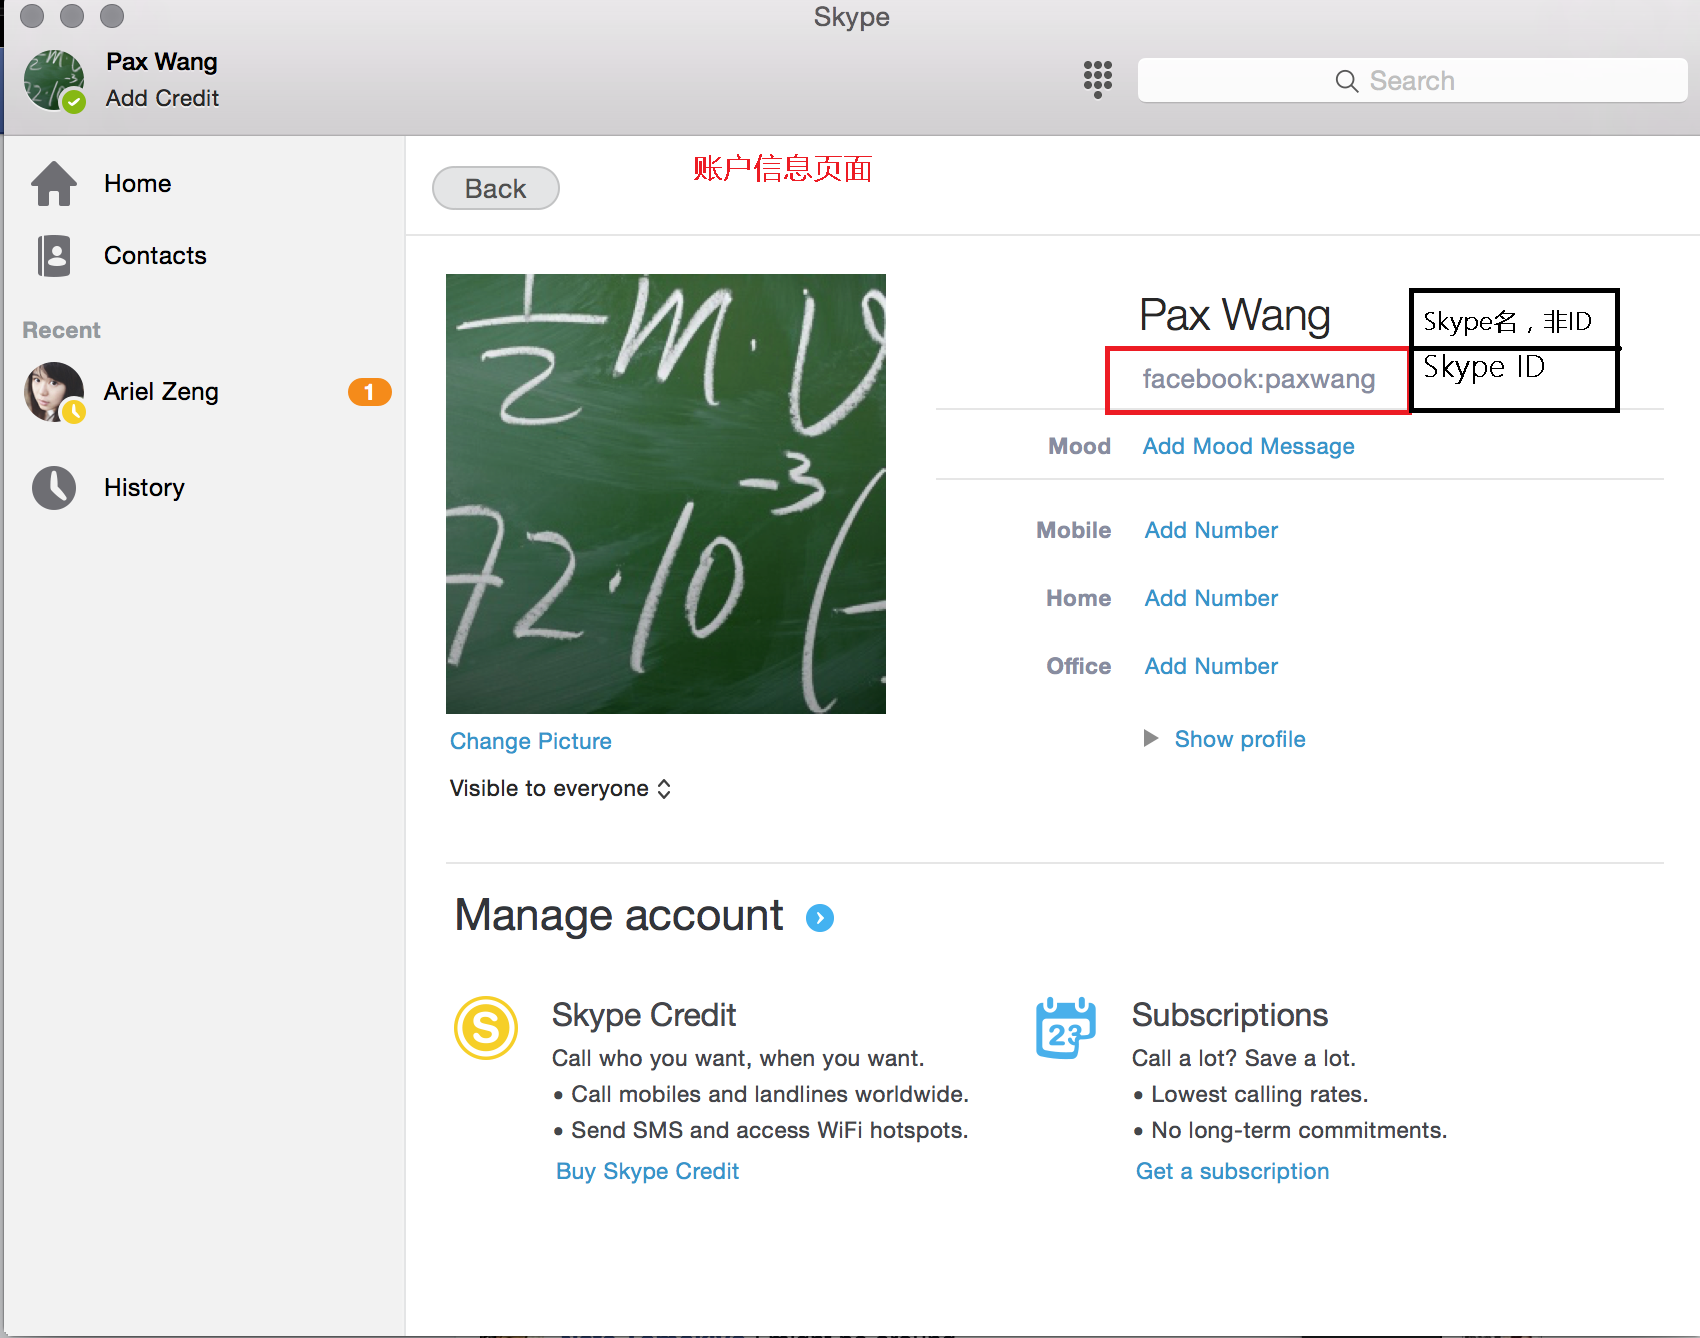 Skype
Pax Wang
Add Credit
Search
Home
Contacts
Recent
Ariel Zeng
1
History
Back
账户信息页面
Pax Wang
Skype名，非ID
facebook:paxwang
Skype ID
Mood Add Mood Message
Mobile Add Number
Home Add Number
Office Add Number
Show profile
Change Picture
Visible to everyone
Manage account
Skype Credit
Call who you want, when you want.
• Call mobiles and landlines worldwide.
• Send SMS and access WiFi hotspots.
Buy Skype Credit
23
Subscriptions
Call a lot? Save a lot.
• Lowest calling rates.
• No long-term commitments.
Get a subscription